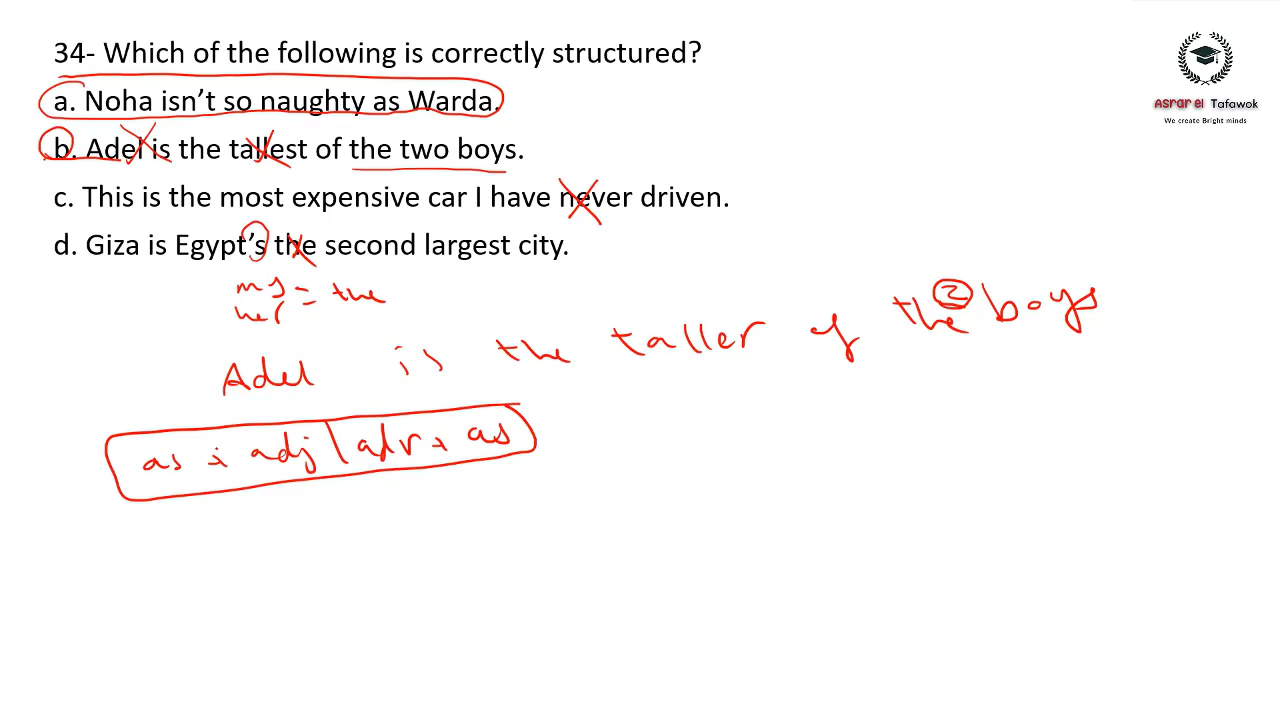 34- Which of the following is correctly structured?
a. Noha isn't so naughty as Warda.
b. Adel is the tallest of the two boys.
c. This is the most expensive car I have never driven.
d. Giza is Egypt's the second largest city.
my = the
her
Adel is the taller of the 2 boys
as + adj | adv + as
Asrar el Tafawok
We create Bright minds